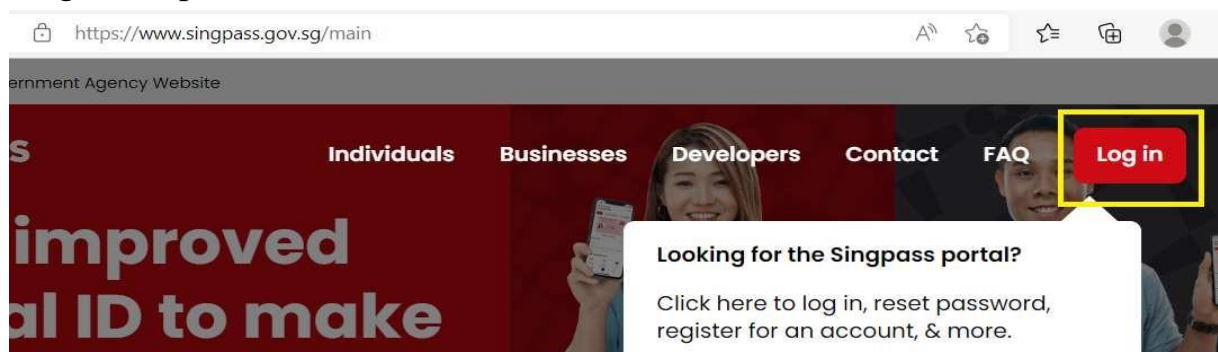 https://www.singpass.gov.sg/main
ernment Agency Website
s
Individuals Businesses Developers Contact FAQ Log in
improved
al ID to make
Looking for the Singpass portal?
Click here to log in, reset password,
register for an account, & more.